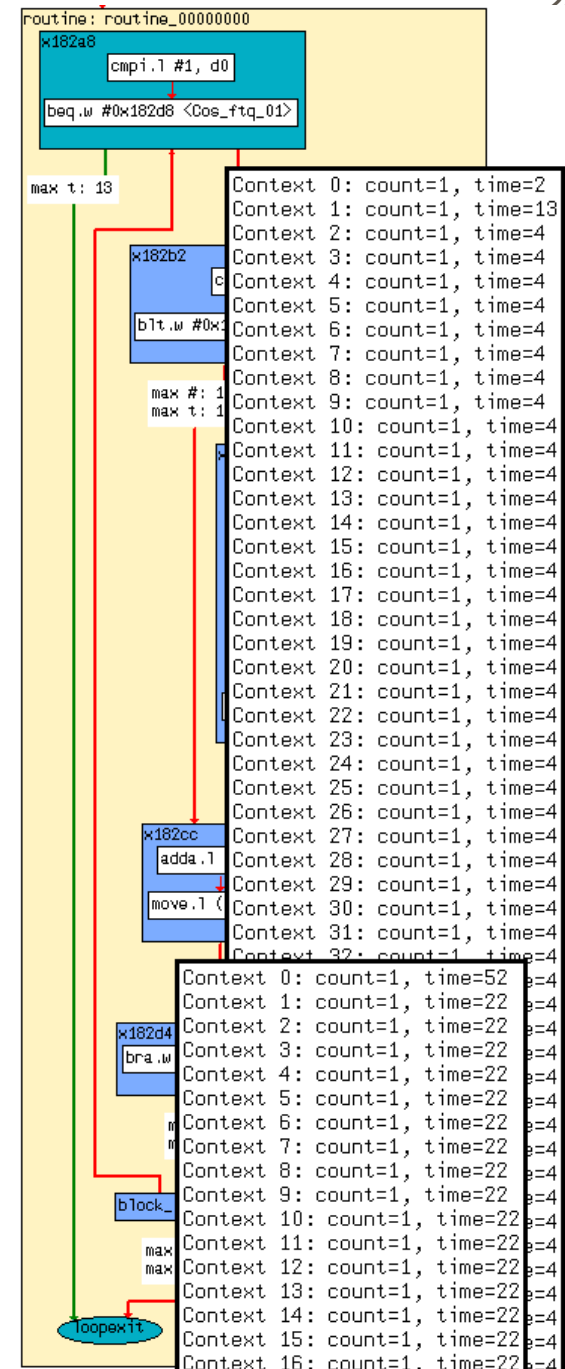 routine: routine_00000000
x182a8
cmpi.l #1, d0
beq.w #0x182d8 <Cos_ftq_01>
max t: 13
Context 0: count=1, time=2
Context 1: count=1, time=13
Context 2: count=1, time=4
Context 3: count=1, time=4
Context 4: count=1, time=4
Context 5: count=1, time=4
Context 6: count=1, time=4
Context 7: count=1, time=4
Context 8: count=1, time=4
Context 9: count=1, time=4
Context 10: count=1, time=4
Context 11: count=1, time=4
Context 12: count=1, time=4
Context 13: count=1, time=4
Context 14: count=1, time=4
Context 15: count=1, time=4
Context 16: count=1, time=4
Context 17: count=1, time=4
Context 18: count=1, time=4
Context 19: count=1, time=4
Context 20: count=1, time=4
Context 21: count=1, time=4
Context 22: count=1, time=4
Context 23: count=1, time=4
Context 24: count=1, time=4
Context 25: count=1, time=4
Context 26: count=1, time=4
Context 27: count=1, time=4
Context 28: count=1, time=4
Context 29: count=1, time=4
Context 30: count=1, time=4
Context 31: count=1, time=4
Context 32: count=1, time=4
x182b2
c
blt.w #0x
max #: 1
max t: 1
x182cc
adda.l
move.l (
x182d4
bra.w
block_
max
max
loopexit
Context 0: count=1, time=52
Context 1: count=1, time=22
Context 2: count=1, time=22
Context 3: count=1, time=22
Context 4: count=1, time=22
Context 5: count=1, time=22
Context 6: count=1, time=22
Context 7: count=1, time=22
Context 8: count=1, time=22
Context 9: count=1, time=22
Context 10: count=1, time=22
Context 11: count=1, time=22
Context 12: count=1, time=22
Context 13: count=1, time=22
Context 14: count=1, time=22
Context 15: count=1, time=22
Context 16: count=1, time=22